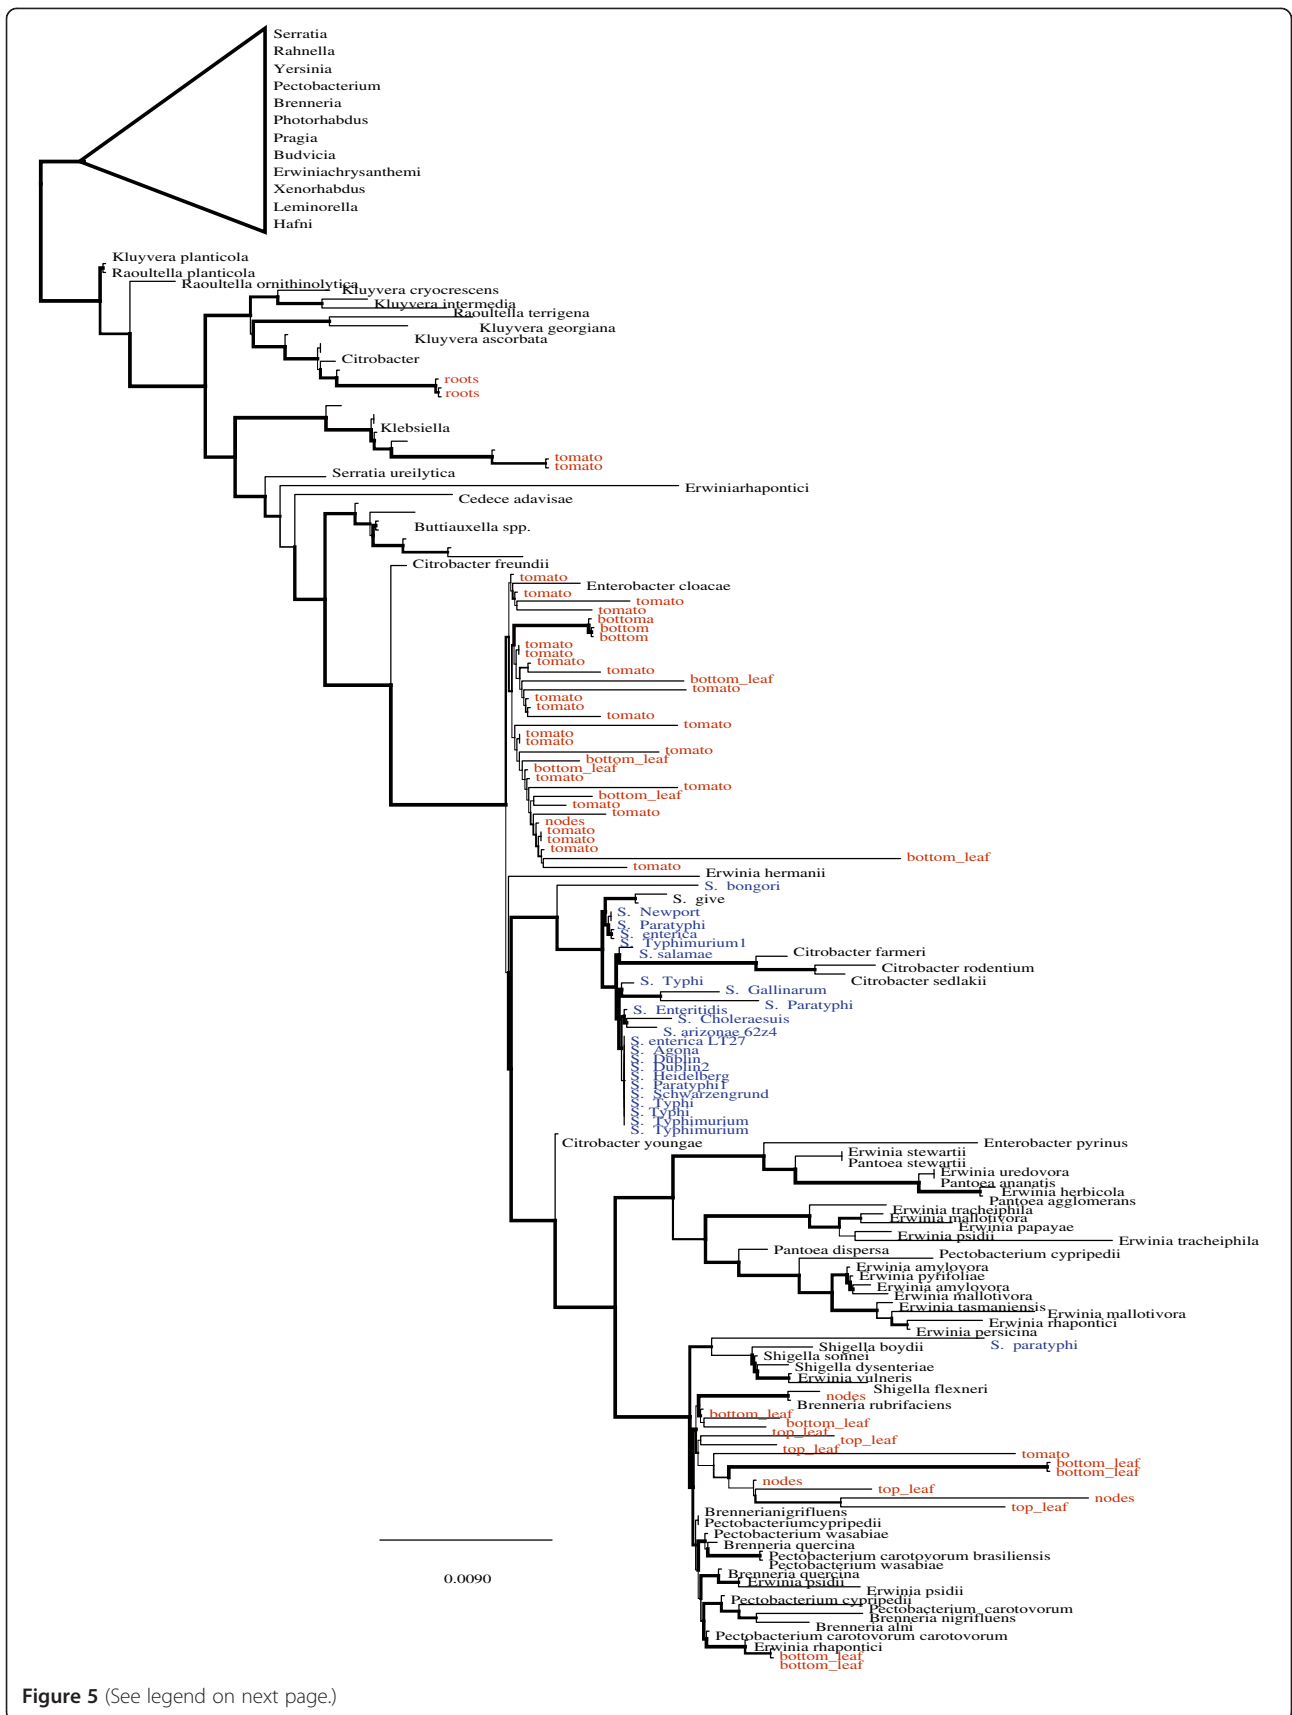 Serratia
Rahnella
Yersinia
Pectobacterium
Brenneria
Photorhabdus
Pragia
Budvicia
Erwiniachrysanthemi
Xenorhabdus
Leminorella
Hafni
Kluyvera planticola
Raoultella planticola
Raoultella ornithinolytica
Kluyvera cryocrescens
Kluyvera intermedia
Raoultella terrigena
Kluyvera georgiana
Kluyvera ascorbata
Citrobacter
roots
roots
Klebsiella
tomato
tomato
Serratia ureilytica
Erwiniarhapontici
Cedece adavisae
Buttiauxella spp.
Citrobacter freundii
tomato
Enterobacter cloacae
tomato
tomato
tomato
bottoma
bottom
bottom
tomato
tomato
tomato
tomato
bottom_leaf
tomato
tomato
tomato
tomato
tomato
tomato
tomato
tomato
bottom_leaf
bottom_leaf
tomato
tomato
bottom_leaf
tomato
tomato
nodes
tomato
tomato
tomato
bottom_leaf
tomato
Erwinia hermanii
S. bongori
S. give
S. Newport
S. Paratyphi
S. enterica
S. Typhimurium1
S. salamae
Citrobacter farmeri
Citrobacter rodentium
Citrobacter sedlakii
S. Typhi
S. Gallinarum
S. Paratyphi
S. Enteritidis
S. Choleraesuis
S. arizonae 62z4
S. enterica LT27
S. Agona
S. Dublin
S. Dublin2
S. Heidelberg
S. Paratyphi1
S. Schwarzengrund
S. Typhi
S. Typhi
S. Typhimurium
S. Typhimurium
Citrobacter youngae
Enterobacter pyrinus
Erwinia stewartii
Pantoea stewartii
Erwinia uredovora
Pantoea ananatis
Erwinia herbicola
Pantoea agglomerans
Erwinia tracheiphila
Erwinia mallotivora
Erwinia papayae
Erwinia psidii
Erwinia tracheiphila
Pantoea dispersa
Pectobacterium cypripedii
Erwinia amylovora
Erwinia pyfifoliae
Erwinia amylovora
Erwinia mallotivora
Erwinia tasmaniensis
Erwinia mallotivora
Erwinia rhapontici
Erwinia persicina
S. paratyphi
Shigella boydii
Shigella sonnei
Shigella dysenteriae
Erwinia vulneris
Shigella flexneri
nodes
Brenneria rubrifaciens
bottom_leaf
bottom_leaf
top_leaf
top_leaf
top_leaf
tomato
bottom_leaf
bottom_leaf
nodes
top_leaf
nodes
top_leaf
Brennerianigrifluens
Pectobacteriumcypripedii
Pectobacterium wasabiae
Brenneria quercina
Pectobacterium carotovorum brasiliensis
Pectobacterium wasabiae
Brenneria quercina
Erwinia psidii
Erwinia psidii
Pectobacterium cypripedii
Pectobacterium carotovorum
Brenneria nigrifluens
Brenneria alni
Pectobacterium carotovorum carotovorum
Erwinia rhapontici
bottom_leaf
bottom_leaf
0.0090
Figure 5 (See legend on next page.)